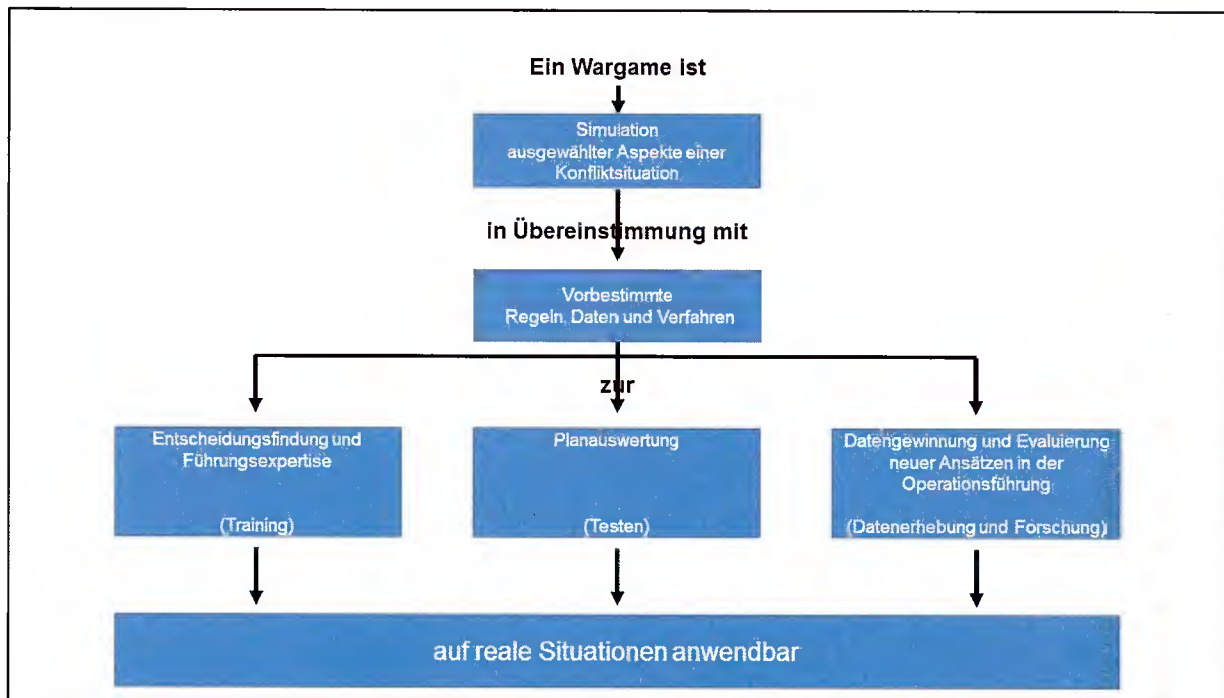 Ein Wargame ist
Simulation
ausgewählter Aspekte einer
Konfliktsituation
in Übereinstimmung mit
Vorbestimmte
Regeln, Daten und Verfahren
zur
Entscheidungsfindung und
Führungsexpertise
(Training)
Planauswertung
(Testen)
Datengewinnung und Evaluierung
neuer Ansätzen in der
Operationsführung
(Datenerhebung und Forschung)
auf reale Situationen anwendbar